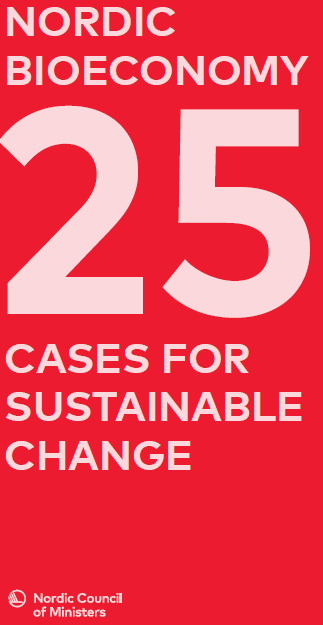 NORDIC
BIOECONOMY
25
CASES FOR
SUSTAINABLE
CHANGE
Nordic Council
of Ministers